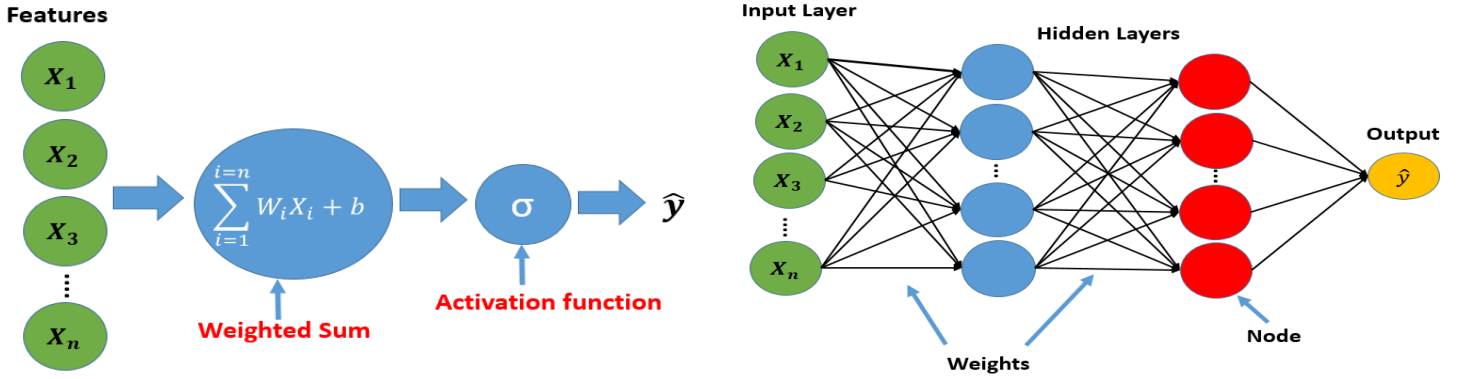 Features
X₁
X₂
X₃
Xₙ
i=n
∑ WᵢXᵢ + b
i=1
σ
ŷ
Weighted Sum
Activation function
Input Layer
X₁
X₂
X₃
Xₙ
Hidden Layers
Output
ŷ
Node
Weights